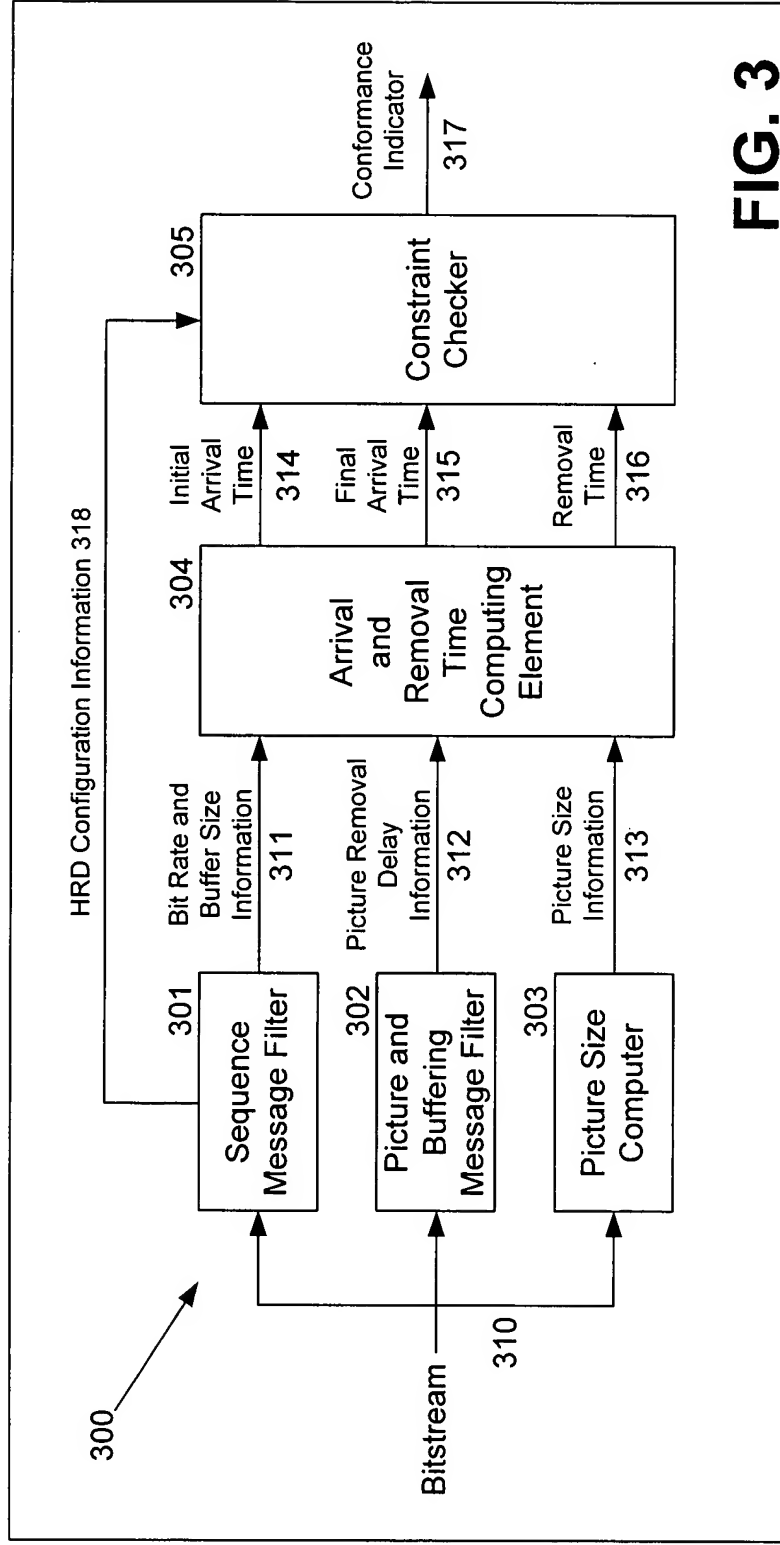 300
Bitstream
310
HRD Configuration Information 318
301
Sequence
Message Filter
302
Picture and
Buffering
Message Filter
303
Picture Size
Computer
Bit Rate and
Buffer Size
Information
311
Picture Removal
Delay
Information
312
Picture Size
Information
313
304
Arrival
and
Removal
Time
Computing
Element
Initial
Arrival
Time
314
Final
Arrival
Time
315
Removal
Time
316
305
Constraint
Checker
Conformance
Indicator
317
FIG. 3